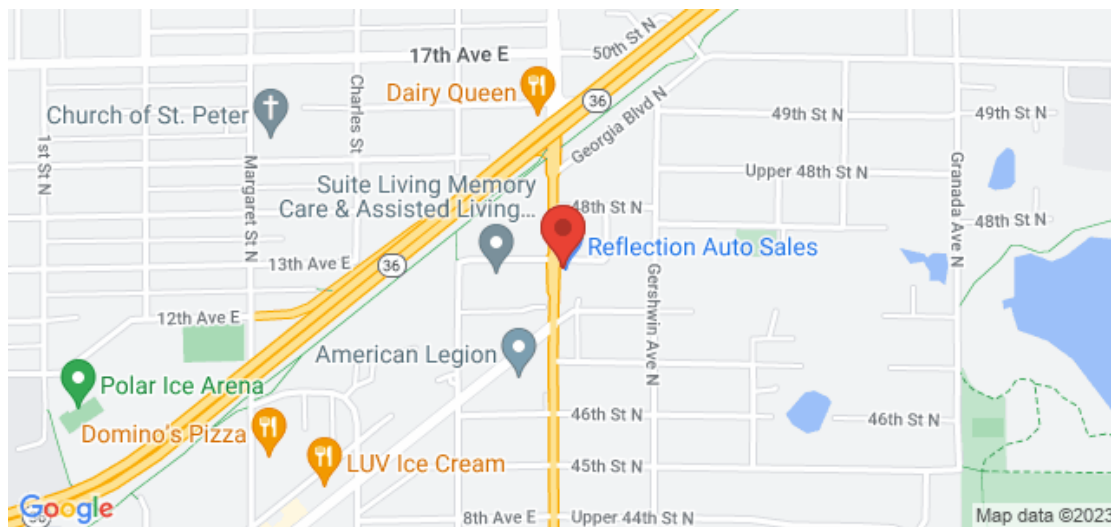 50th St N
17th Ave E
36
Dairy Queen
Church of St. Peter
Charles St
Georgia Blvd N
49th St N
49th St N
1st St N
Margaret St N
Suite Living Memory
Care & Assisted Living...
Upper 48th St N
Granada Ave N
48th St N
48th St N
Reflection Auto Sales
13th Ave E
36
Gershwin Ave N
12th Ave E
American Legion
Polar Ice Arena
46th St N
46th St N
Domino's Pizza
LUV Ice Cream
45th St N
Google
8th Ave E
Upper 44th St N
Map data ©2023